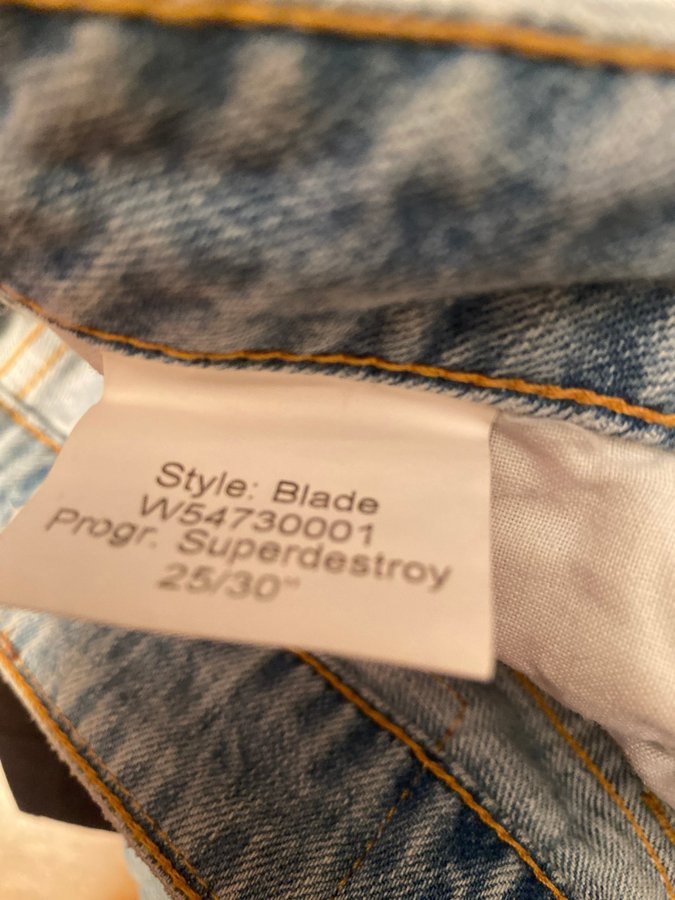 Style: Blade
W54730001
Progr. Superdestroy
25/30"